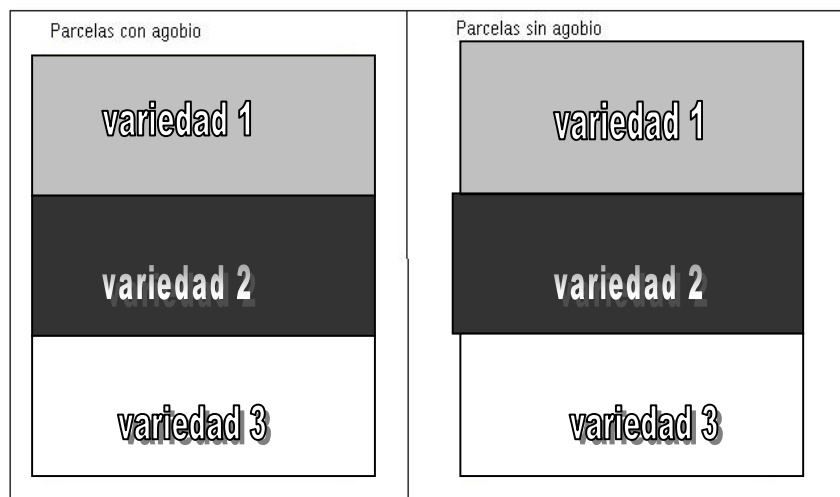 Parcelas con agobio
variedad 1
variedad 2
variedad 3
Parcelas sin agobio
variedad 1
variedad 2
variedad 3